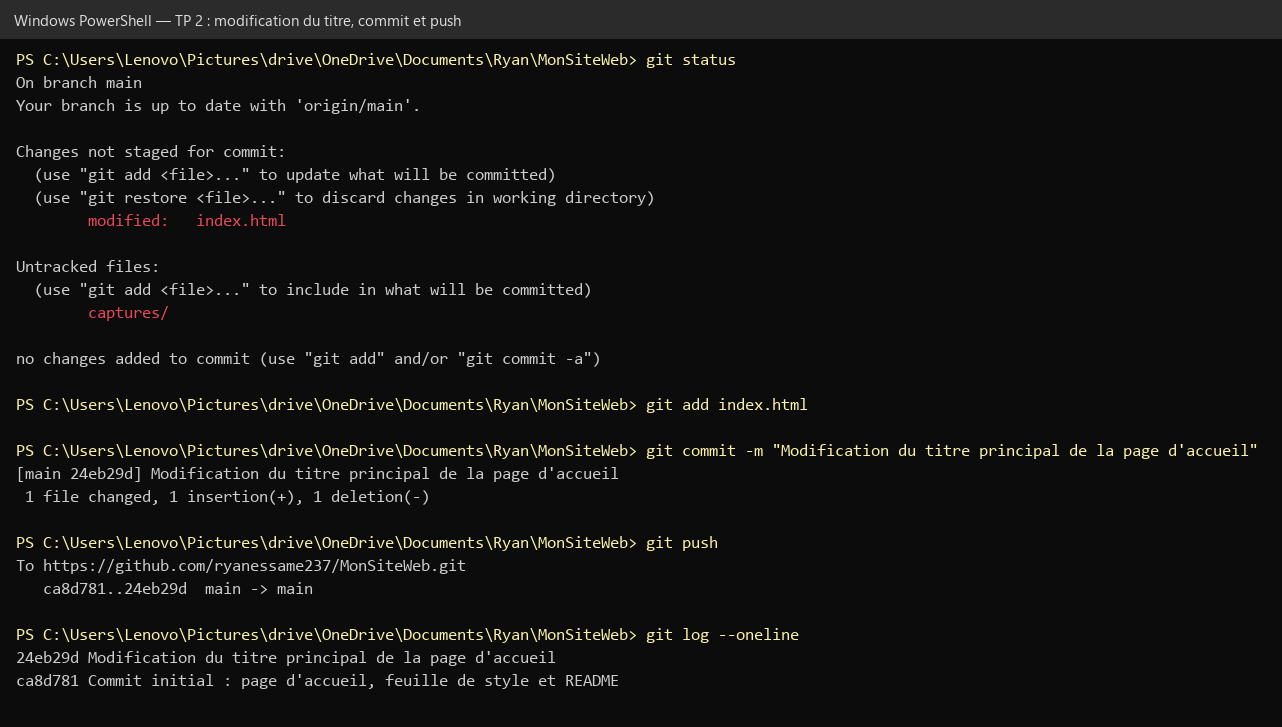 Windows PowerShell — TP 2 : modification du titre, commit et push
PS C:\Users\Lenovo\Pictures\drive\OneDrive\Documents\Ryan\MonSiteWeb> git status
On branch main
Your branch is up to date with 'origin/main'.
Changes not staged for commit:
  (use "git add <file>..." to update what will be committed)
  (use "git restore <file>..." to discard changes in working directory)
        modified:   index.html
Untracked files:
  (use "git add <file>..." to include in what will be committed)
        captures/
no changes added to commit (use "git add" and/or "git commit -a")
PS C:\Users\Lenovo\Pictures\drive\OneDrive\Documents\Ryan\MonSiteWeb> git add index.html
PS C:\Users\Lenovo\Pictures\drive\OneDrive\Documents\Ryan\MonSiteWeb> git commit -m "Modification du titre principal de la page d'accueil"
[main 24eb29d] Modification du titre principal de la page d'accueil
 1 file changed, 1 insertion(+), 1 deletion(-)
PS C:\Users\Lenovo\Pictures\drive\OneDrive\Documents\Ryan\MonSiteWeb> git push
To https://github.com/ryanessame237/MonSiteWeb.git
   ca8d781..24eb29d  main -> main
PS C:\Users\Lenovo\Pictures\drive\OneDrive\Documents\Ryan\MonSiteWeb> git log --oneline
24eb29d Modification du titre principal de la page d'accueil
ca8d781 Commit initial : page d'accueil, feuille de style et README